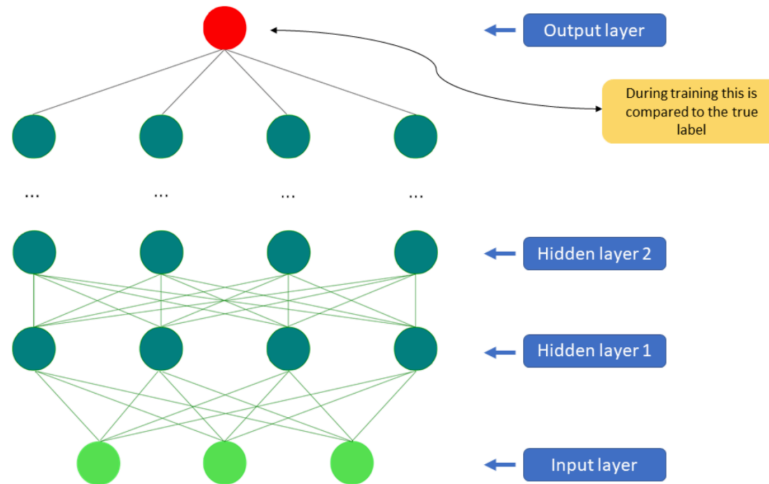 Output layer
During training this is
compared to the true
label
... ... ... ...
Hidden layer 2
Hidden layer 1
Input layer